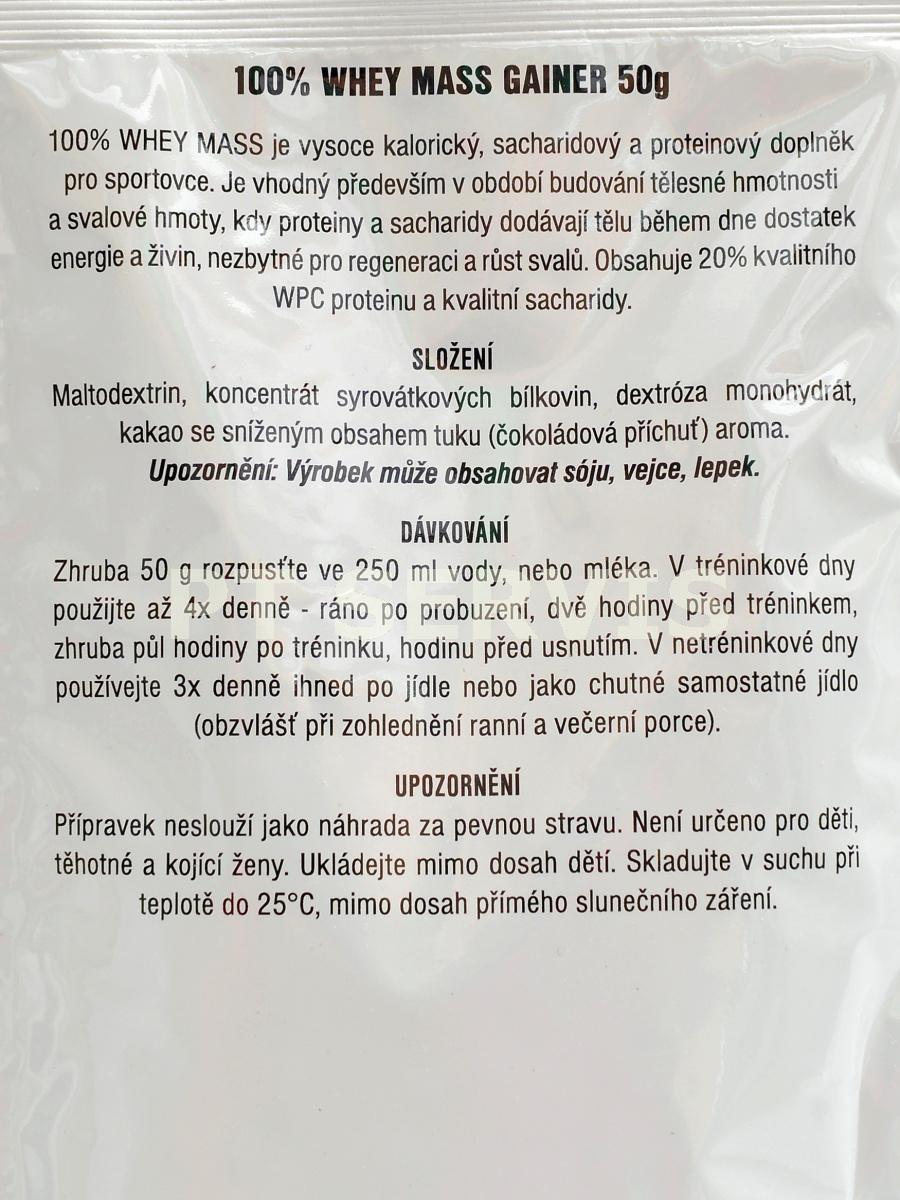 100% WHEY MASS GAINER 50g
100% WHEY MASS je vysoce kalorický, sacharidový a proteinový doplněk
pro sportovce. Je vhodný především v období budování tělesné hmotnosti
a svalové hmoty, kdy proteiny a sacharidy dodávají tělu během dne dostatek
energie a živin, nezbytné pro regeneraci a růst svalů. Obsahuje 20% kvalitního
WPC proteinu a kvalitní sacharidy.
SLOŽENÍ
Maltodextrin, koncentrát syrovátkových bílkovin, dextróza monohydrát,
kakao se sníženým obsahem tuku (čokoládová příchuť) aroma.
Upozornění: Výrobek může obsahovat sóju, vejce, lepek.
DÁVKOVÁNÍ
Zhruba 50 g rozpusťte ve 250 ml vody, nebo mléka. V tréninkové dny
použijte až 4x denně - ráno po probuzení, dvě hodiny před tréninkem,
zhruba půl hodiny po tréninku, hodinu před usnutím. V netréninkové dny
používejte 3x denně ihned po jídle nebo jako chutné samostatné jídlo
(obzvlášť při zohlednění ranní a večerní porce).
UPOZORNĚNÍ
Přípravek neslouží jako náhrada za pevnou stravu. Není určeno pro děti,
těhotné a kojící ženy. Ukládejte mimo dosah dětí. Skladujte v suchu při
teplotě do 25°C, mimo dosah přímého slunečního záření.